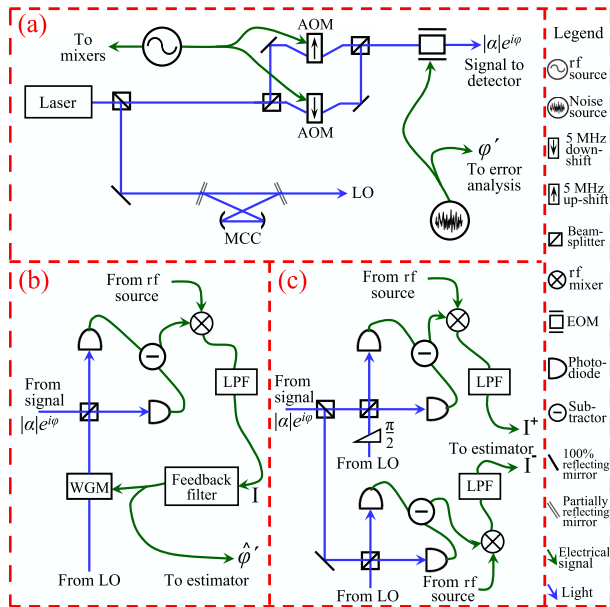 (a)
To
mixers
AOM
AOM
Laser
|α|e^{iφ}
Signal to
detector
φ′
To error
analysis
LO
MCC
(b)
From rf
source
LPF
From
signal
|α|e^{iφ}
WGM
Feedback
filter
I
φ̂′
From LO
To estimator
(c)
From rf
source
LPF
From
signal
|α|e^{iφ}
π/2
From LO
I⁺
To estimator
I⁻
LPF
From LO
From rf
source
Legend
rf
source
Noise
source
5 MHz
down-
shift
5 MHz
up-shift
Beam-
splitter
rf
mixer
EOM
Photo-
diode
Sub-
tractor
100%
reflecting
mirror
Partially
reflecting
mirror
Electrical
signal
Light